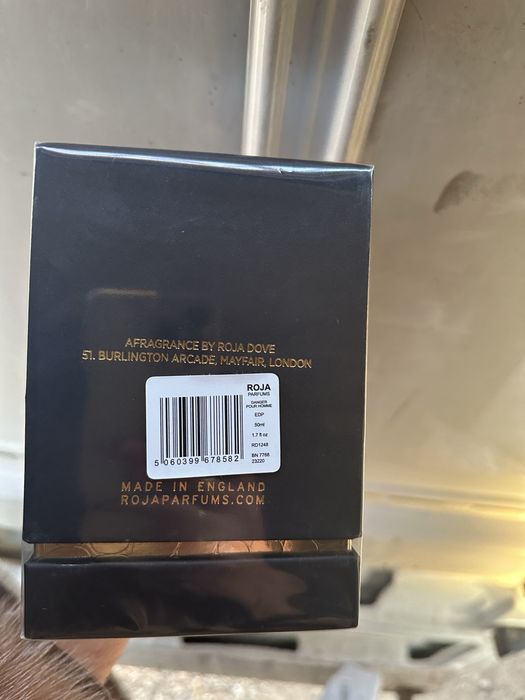 AFRAGRANCE BY ROJA DOVE
51. BURLINGTON ARCADE, MAYFAIR, LONDON
ROJA
PARFUMS
DANGER
POUR HOMME
EDP
50ml
1.7 fl oz
RD1248
BN 7768
23220
5 060399 678582
MADE IN ENGLAND
ROJAPARFUMS.COM